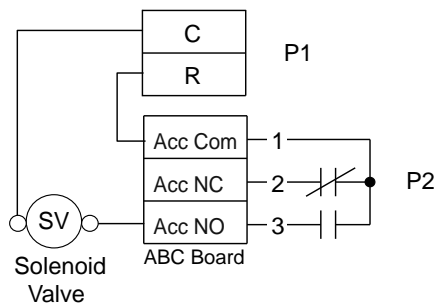 C
P1
R
Acc Com 1
Acc NC 2
P2
Acc NO 3
SV
ABC Board
Solenoid
Valve